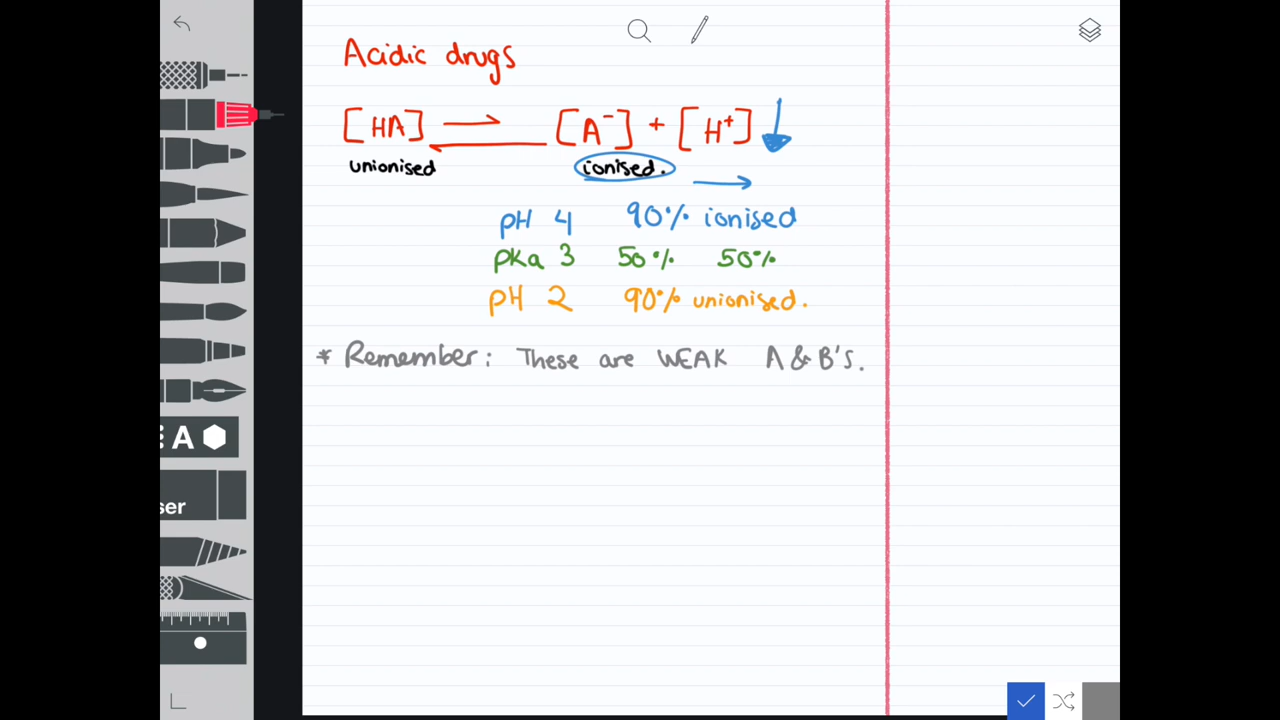 Acidic drugs
[HA] ⇌ [A⁻] + [H⁺] ↓
unionised ionised. →
pH 4 90% ionised
pKa 3 50% 50%
pH 2 90% unionised.
* Remember: These are WEAK A & B's.
A
ser